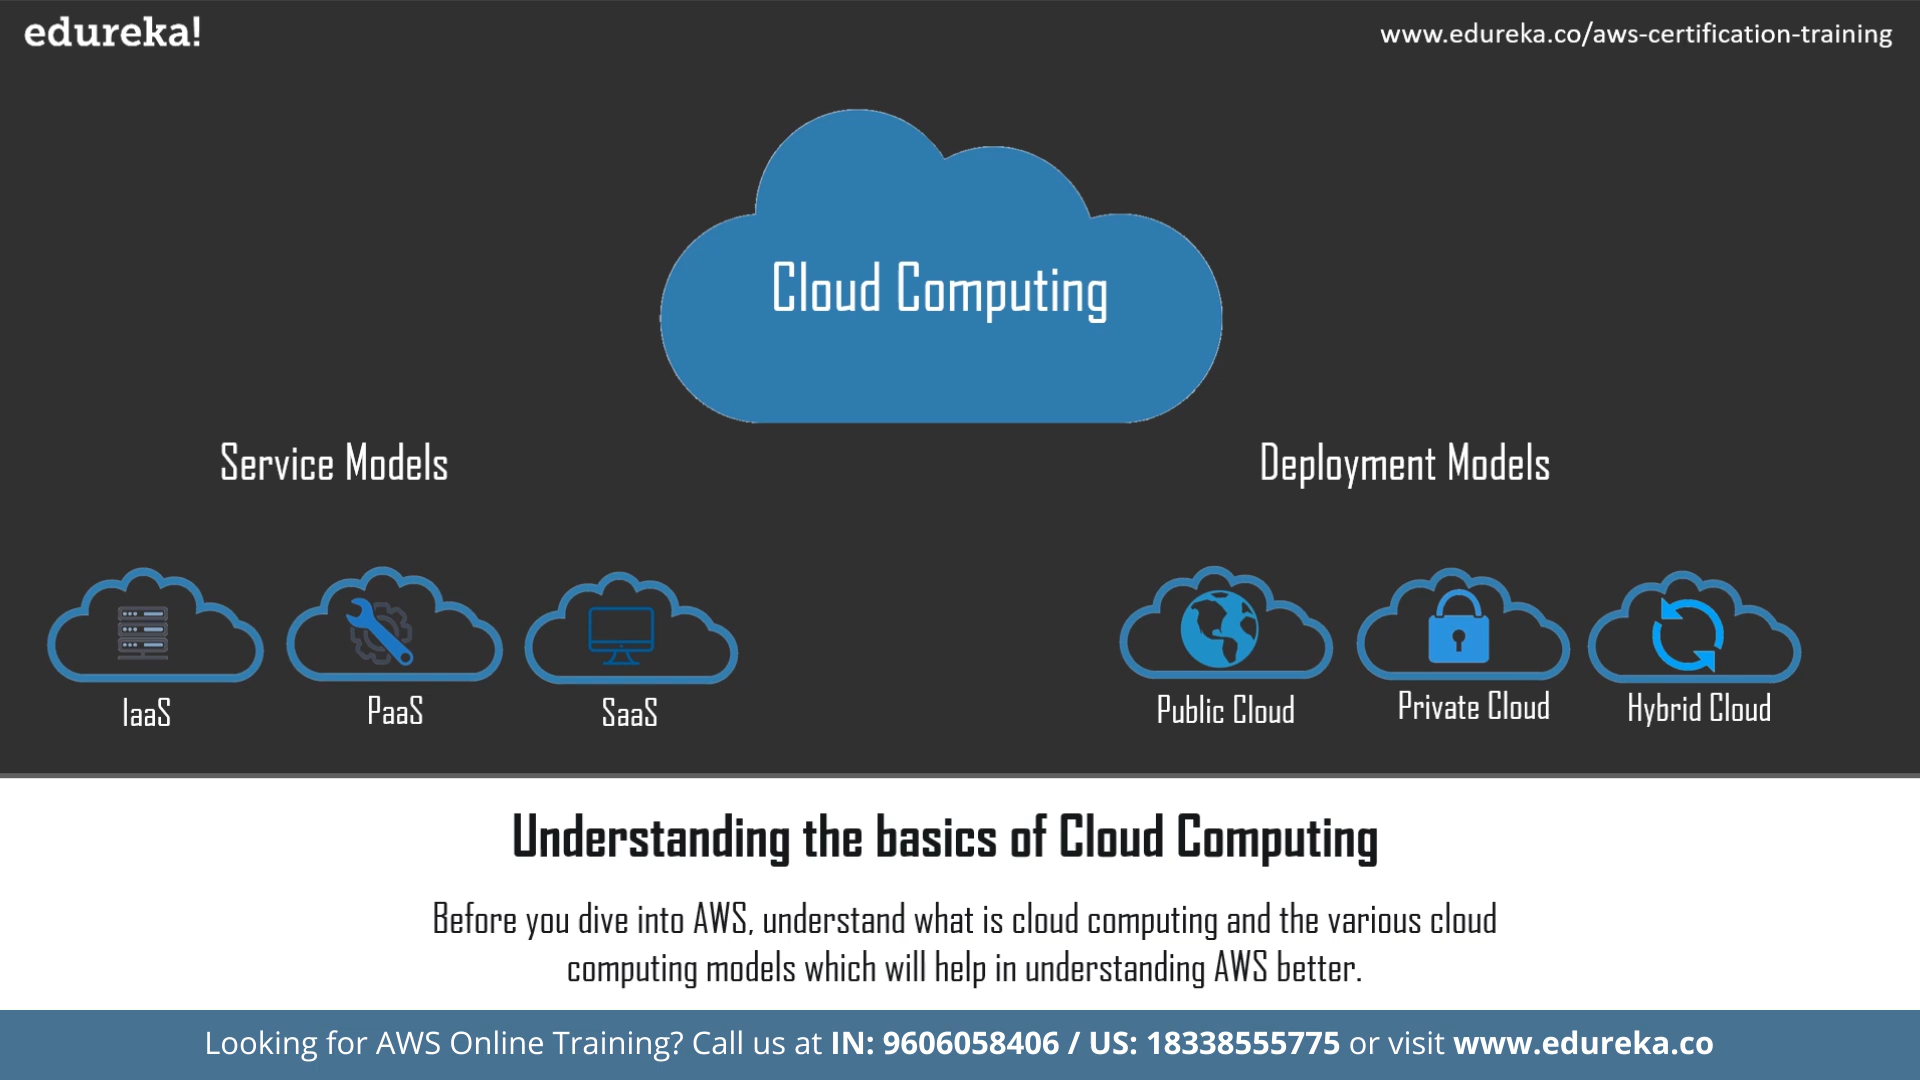 edureka!
www.edureka.co/aws-certification-training
Cloud Computing
Service Models
Deployment Models
IaaS
PaaS
SaaS
Public Cloud
Private Cloud
Hybrid Cloud
Understanding the basics of Cloud Computing
Before you dive into AWS, understand what is cloud computing and the various cloud
computing models which will help in understanding AWS better.
Looking for AWS Online Training? Call us at IN: 9606058406 / US: 18338555775 or visit www.edureka.co